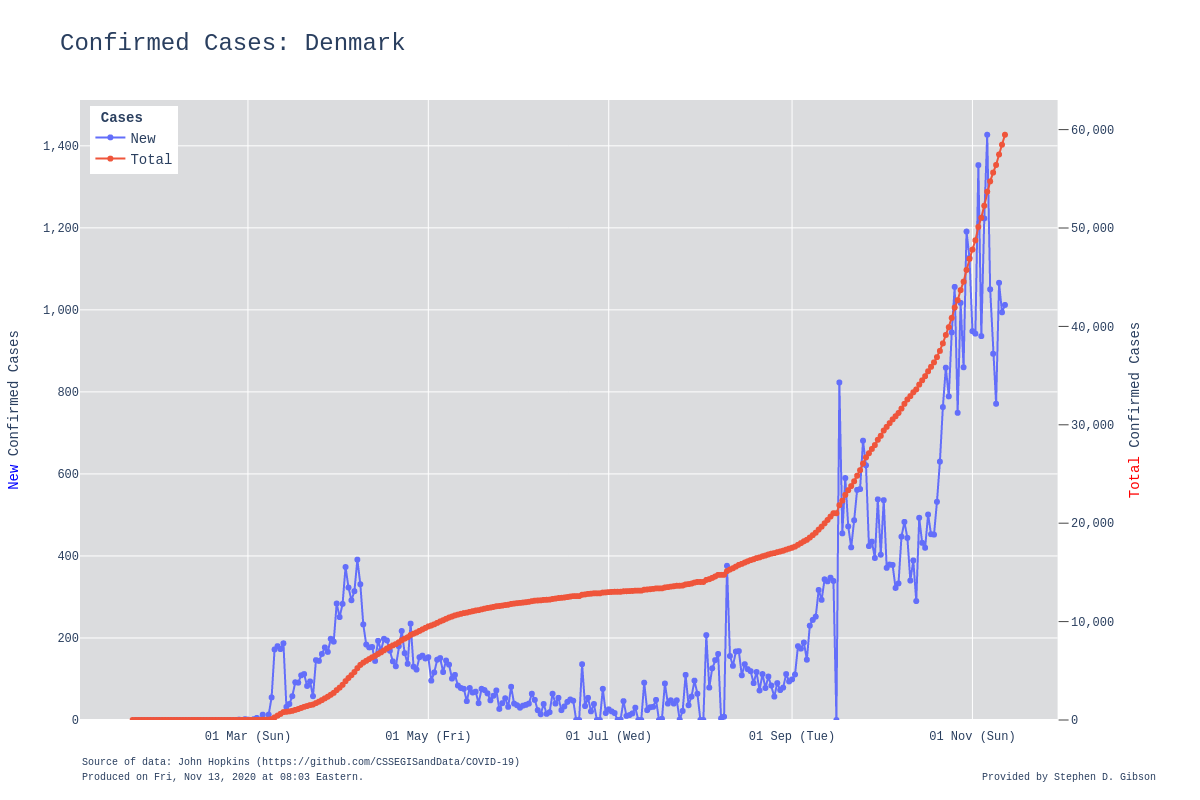 Confirmed Cases: Denmark
Cases
New
Total
1,400
1,200
1,000
800
600
400
200
0
60,000
50,000
40,000
30,000
20,000
10,000
0
New Confirmed Cases
Total Confirmed Cases
01 Mar (Sun) 01 May (Fri) 01 Jul (Wed) 01 Sep (Tue) 01 Nov (Sun)
Source of data: John Hopkins (https://github.com/CSSEGISandData/COVID-19)
Produced on Fri, Nov 13, 2020 at 08:03 Eastern.
Provided by Stephen D. Gibson